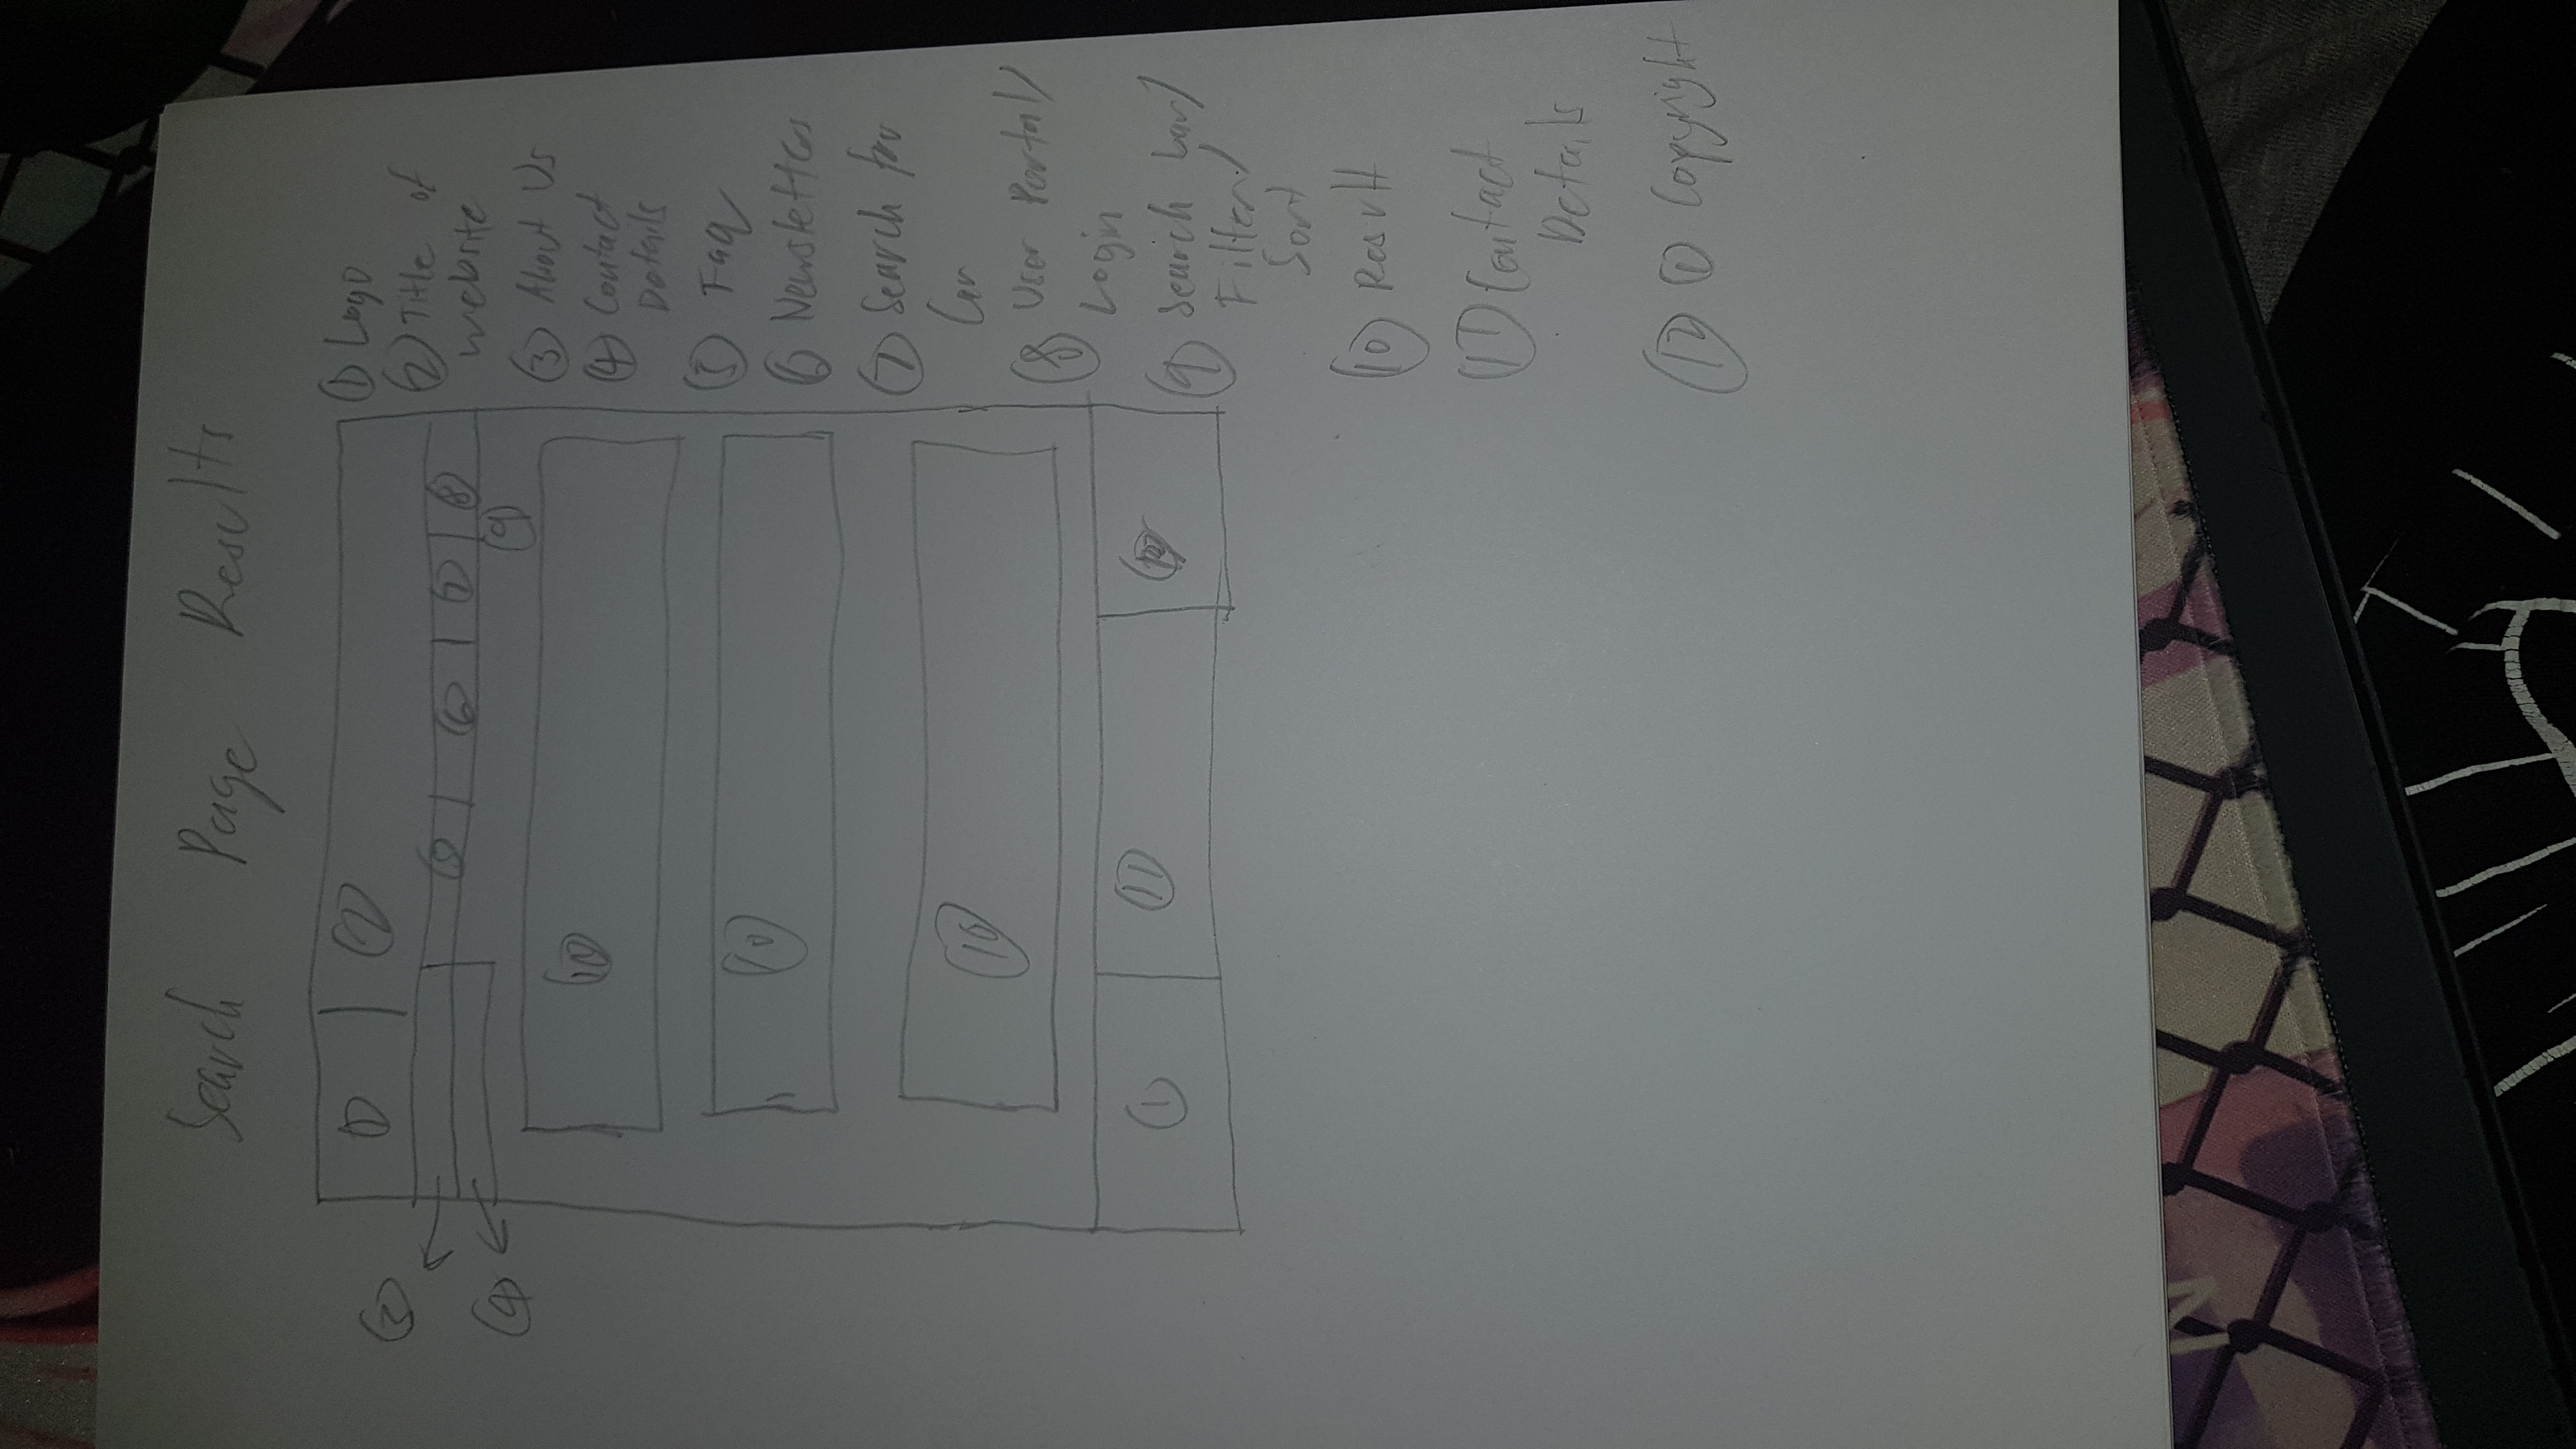 Search Page Results
① Logo
② Title of
website
③ About Us
④ Contact
Details
⑤ Faq
⑥ Newsletters
⑦ Search for
Car
⑧ User Portal/
Login
⑨ Search bar/
Filter/
Sort
⑩ Result
⑪ Contact
Details
⑫ Copyright
① ②
③
⑤ ⑥ ⑦ ⑧
④
⑨
⑩
⑩
⑩
① ⑪ ⑫
N